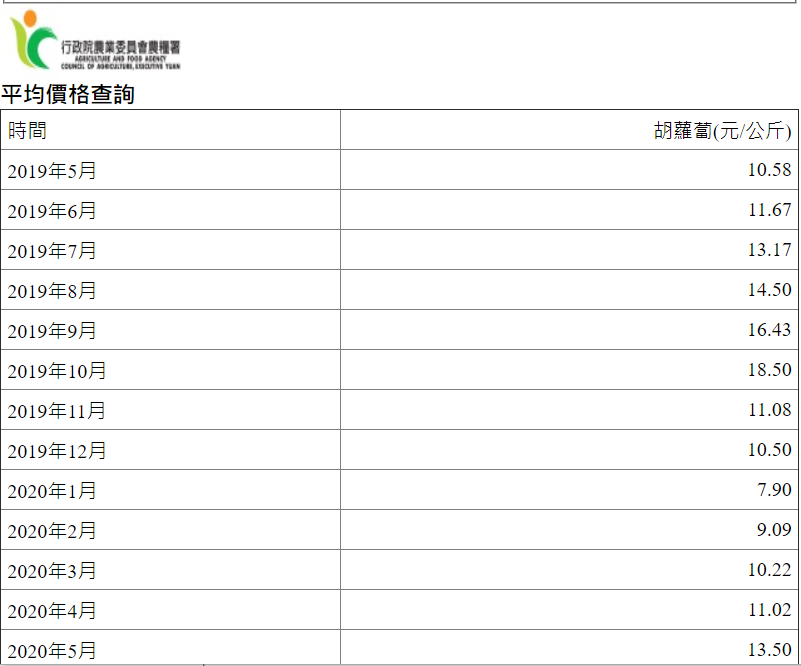 行政院農業委員會農糧署
AGRICULTURE AND FOOD AGENCY
COUNCIL OF AGRICULTURE, EXECUTIVE YUAN
平均價格查詢
時間 胡蘿蔔(元/公斤)
2019年5月 10.58
2019年6月 11.67
2019年7月 13.17
2019年8月 14.50
2019年9月 16.43
2019年10月 18.50
2019年11月 11.08
2019年12月 10.50
2020年1月 7.90
2020年2月 9.09
2020年3月 10.22
2020年4月 11.02
2020年5月 13.50